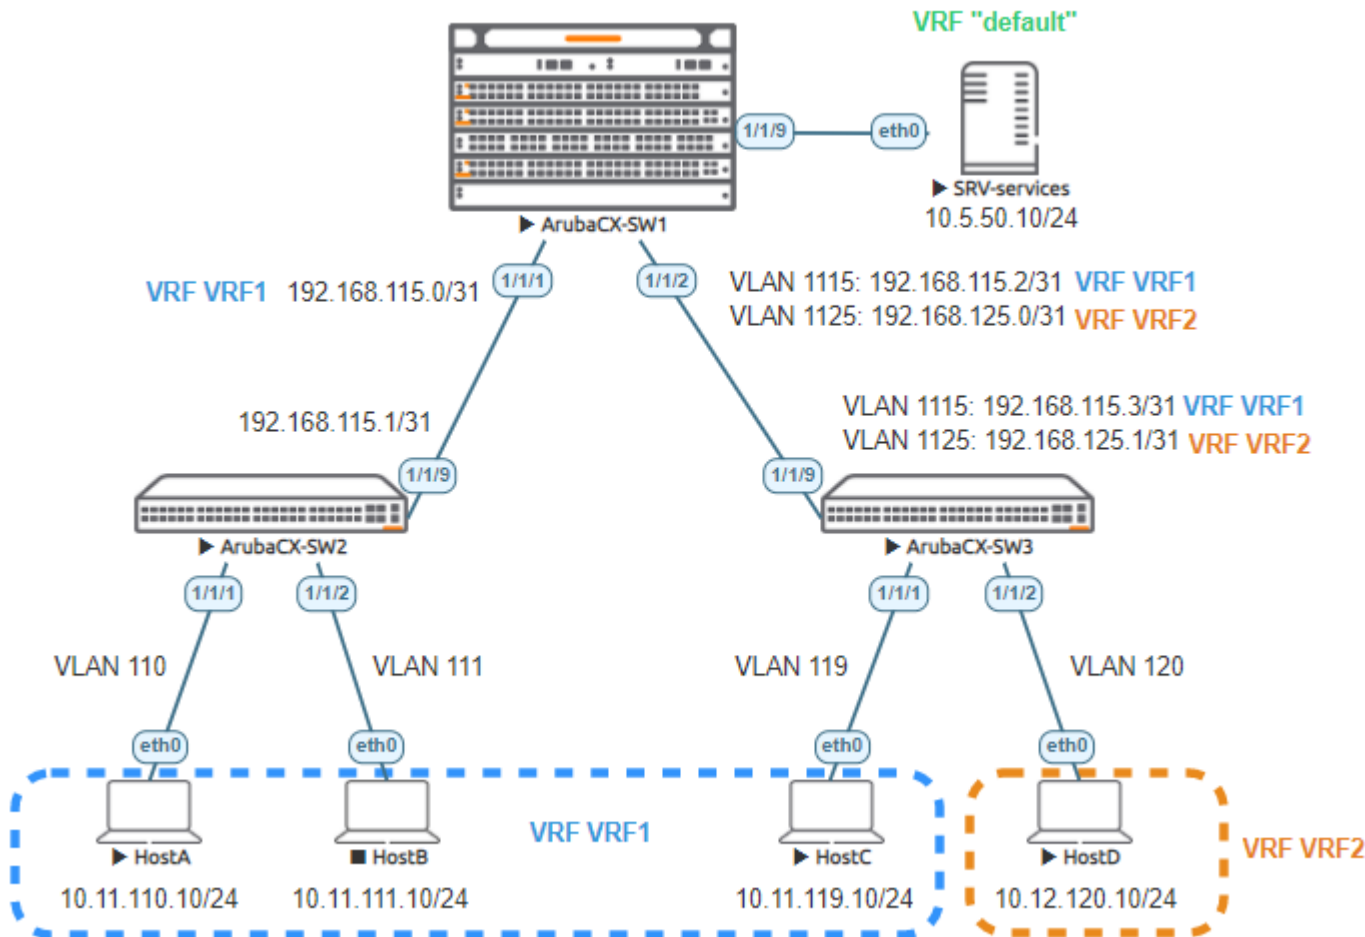 VRF "default"
1/1/9
eth0
SRV-services
10.5.50.10/24
ArubaCX-SW1
VRF VRF1 192.168.115.0/31
1/1/1
1/1/2
VLAN 1115: 192.168.115.2/31 VRF VRF1
VLAN 1125: 192.168.125.0/31 VRF VRF2
192.168.115.1/31
VLAN 1115: 192.168.115.3/31 VRF VRF1
VLAN 1125: 192.168.125.1/31 VRF VRF2
1/1/9
1/1/9
ArubaCX-SW2
ArubaCX-SW3
1/1/1
1/1/2
1/1/1
1/1/2
VLAN 110
VLAN 111
VLAN 119
VLAN 120
eth0
eth0
eth0
eth0
VRF VRF1
VRF VRF2
HostA
HostB
HostC
HostD
10.11.110.10/24
10.11.111.10/24
10.11.119.10/24
10.12.120.10/24